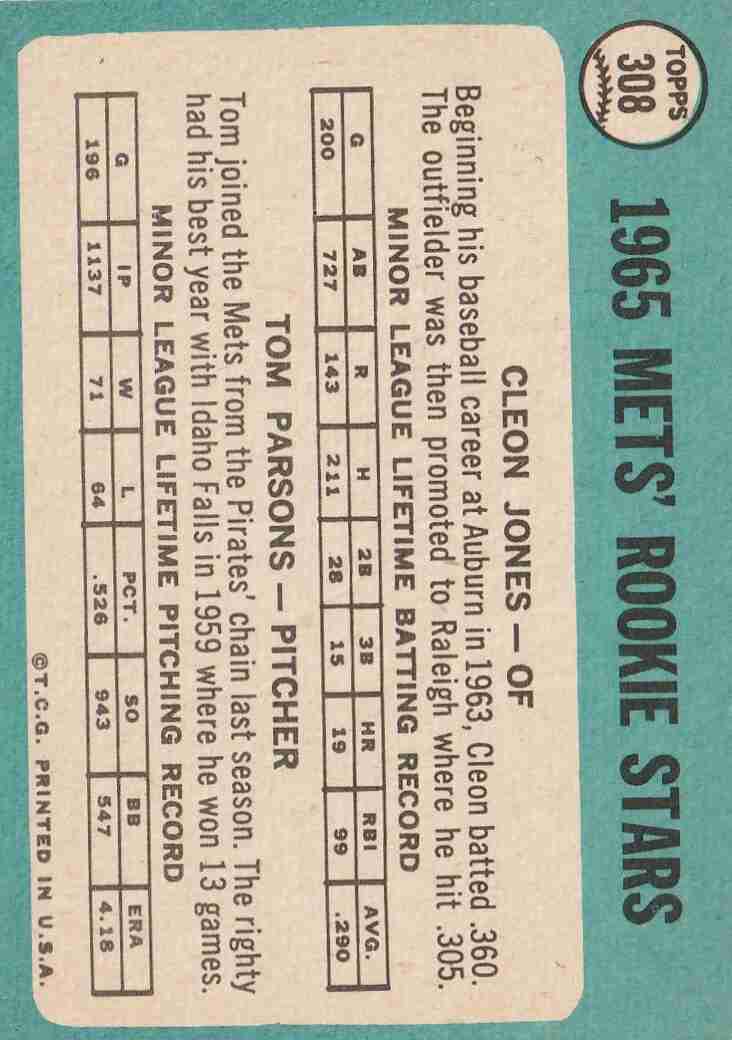 TOPPS
308
1965 METS' ROOKIE STARS
CLEON JONES — OF
Beginning his baseball career at Auburn in 1963, Cleon batted .360.
The outfielder was then promoted to Raleigh where he hit .305.
MINOR LEAGUE LIFETIME BATTING RECORD
G AB R H 2B 3B HR RBI AVG.
200 727 143 211 28 15 19 99 .290
TOM PARSONS — PITCHER
Tom joined the Mets from the Pirates' chain last season. The righty
had his best year with Idaho Falls in 1959 where he won 13 games.
MINOR LEAGUE LIFETIME PITCHING RECORD
G IP W L PCT. SO BB ERA
196 1137 71 64 .526 943 547 4.18
©T.C.G. PRINTED IN U.S.A.